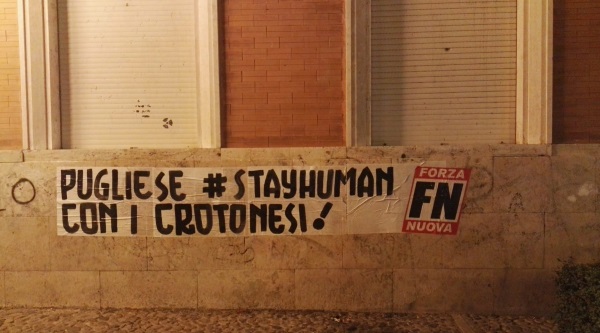 PUGLIESE #STAYHUMAN
CON I CROTONESI!
FORZA
FN
NUOVA